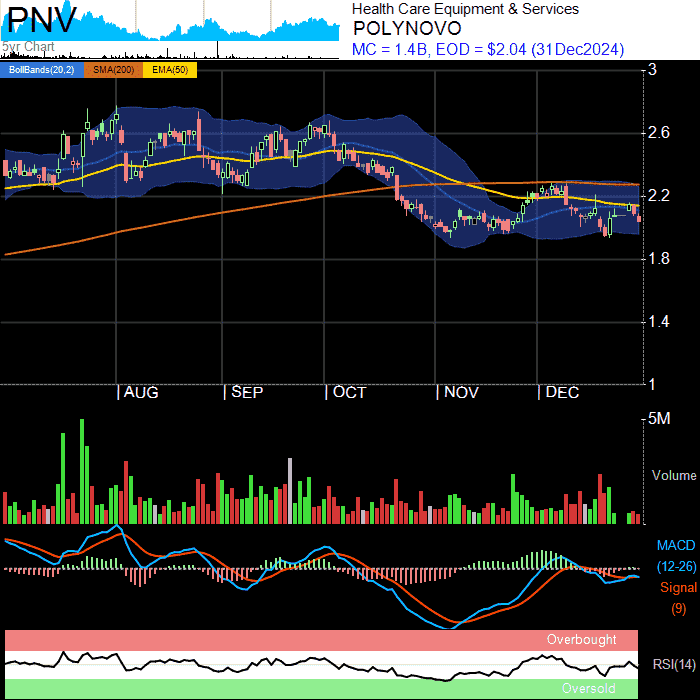 PNV
5yr Chart
Health Care Equipment & Services
POLYNOVO
MC = 1.4B, EOD = $2.04 (31Dec2024)
BollBands(20,2) SMA(200) EMA(50)
3
2.6
2.2
1.8
1.4
1
AUG SEP OCT NOV DEC
5M
Volume
MACD
(12-26)
Signal
(9)
Overbought
RSI(14)
Oversold